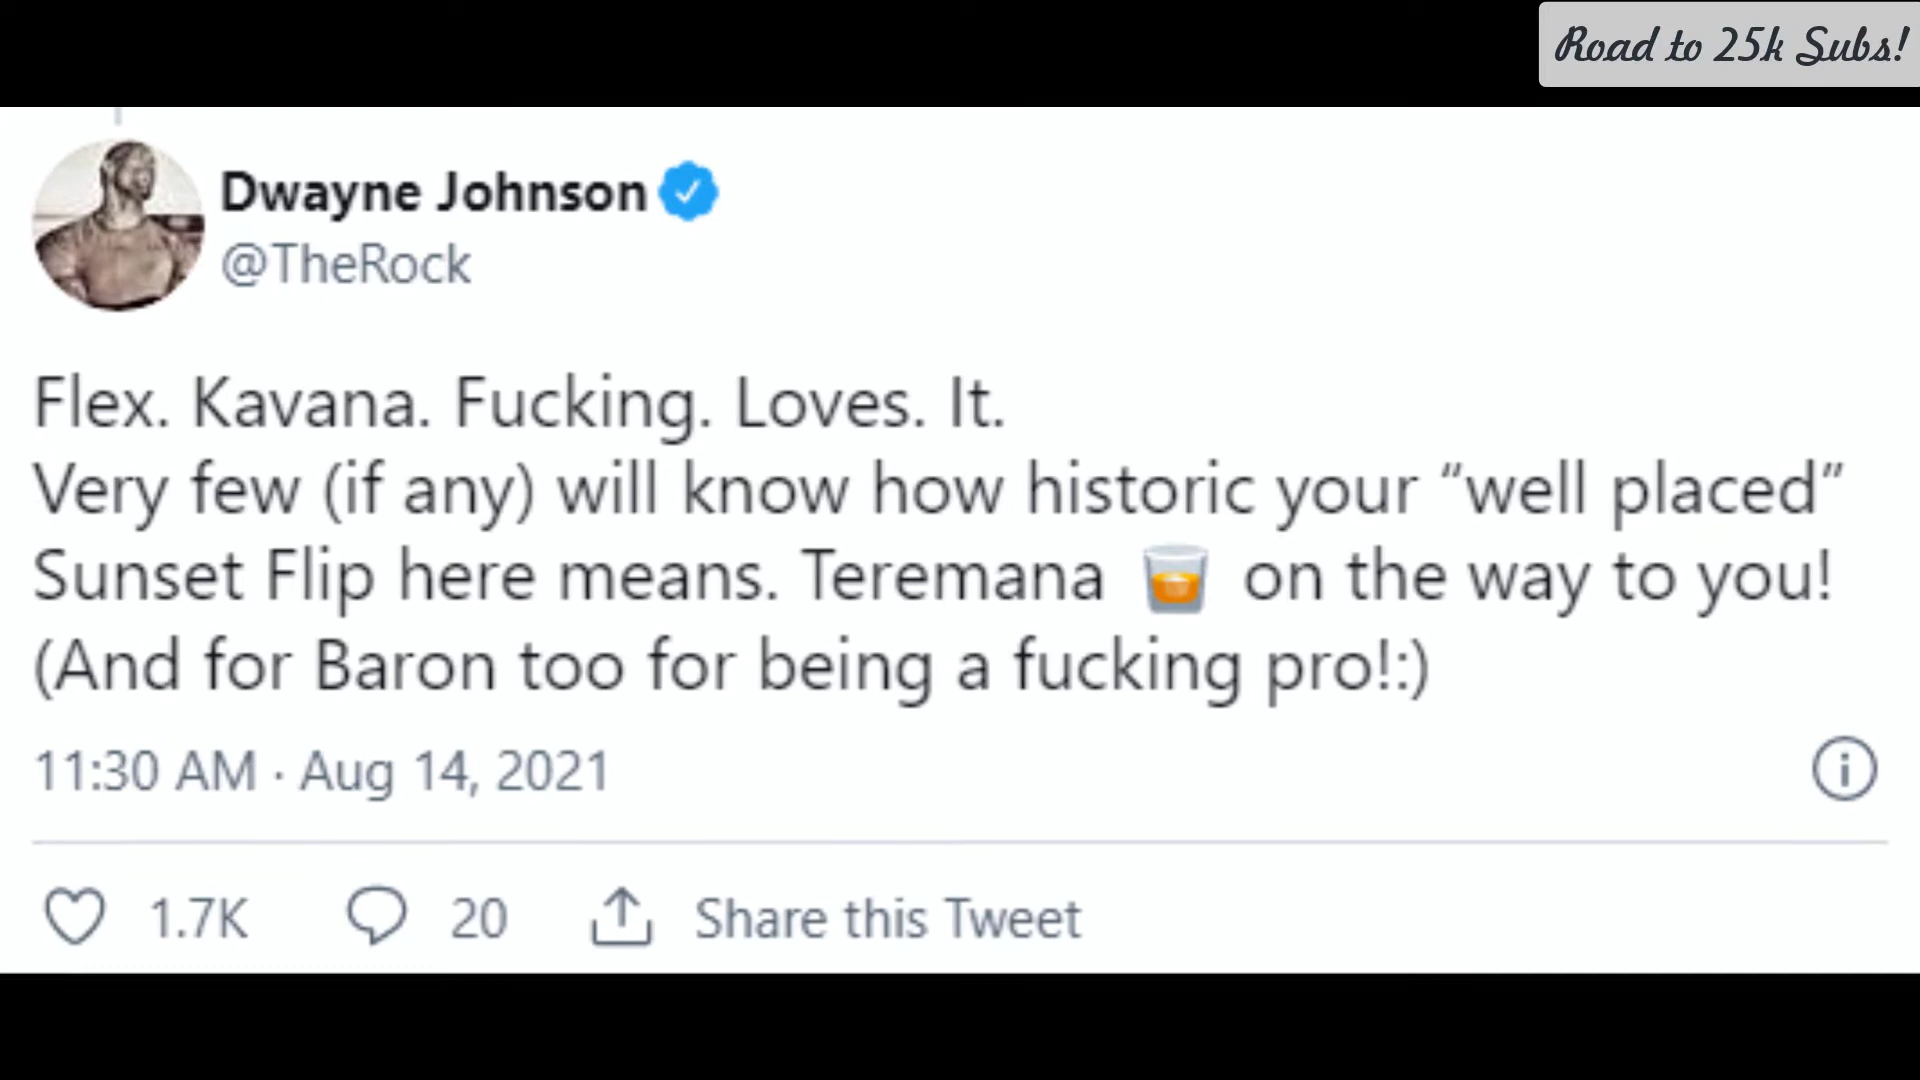 Road to 25k Subs!
Dwayne Johnson
@TheRock
Flex. Kavana. Fucking. Loves. It.
Very few (if any) will know how historic your “well placed”
Sunset Flip here means. Teremana 🥃 on the way to you!
(And for Baron too for being a fucking pro!:)
11:30 AM · Aug 14, 2021
1.7K 20 Share this Tweet